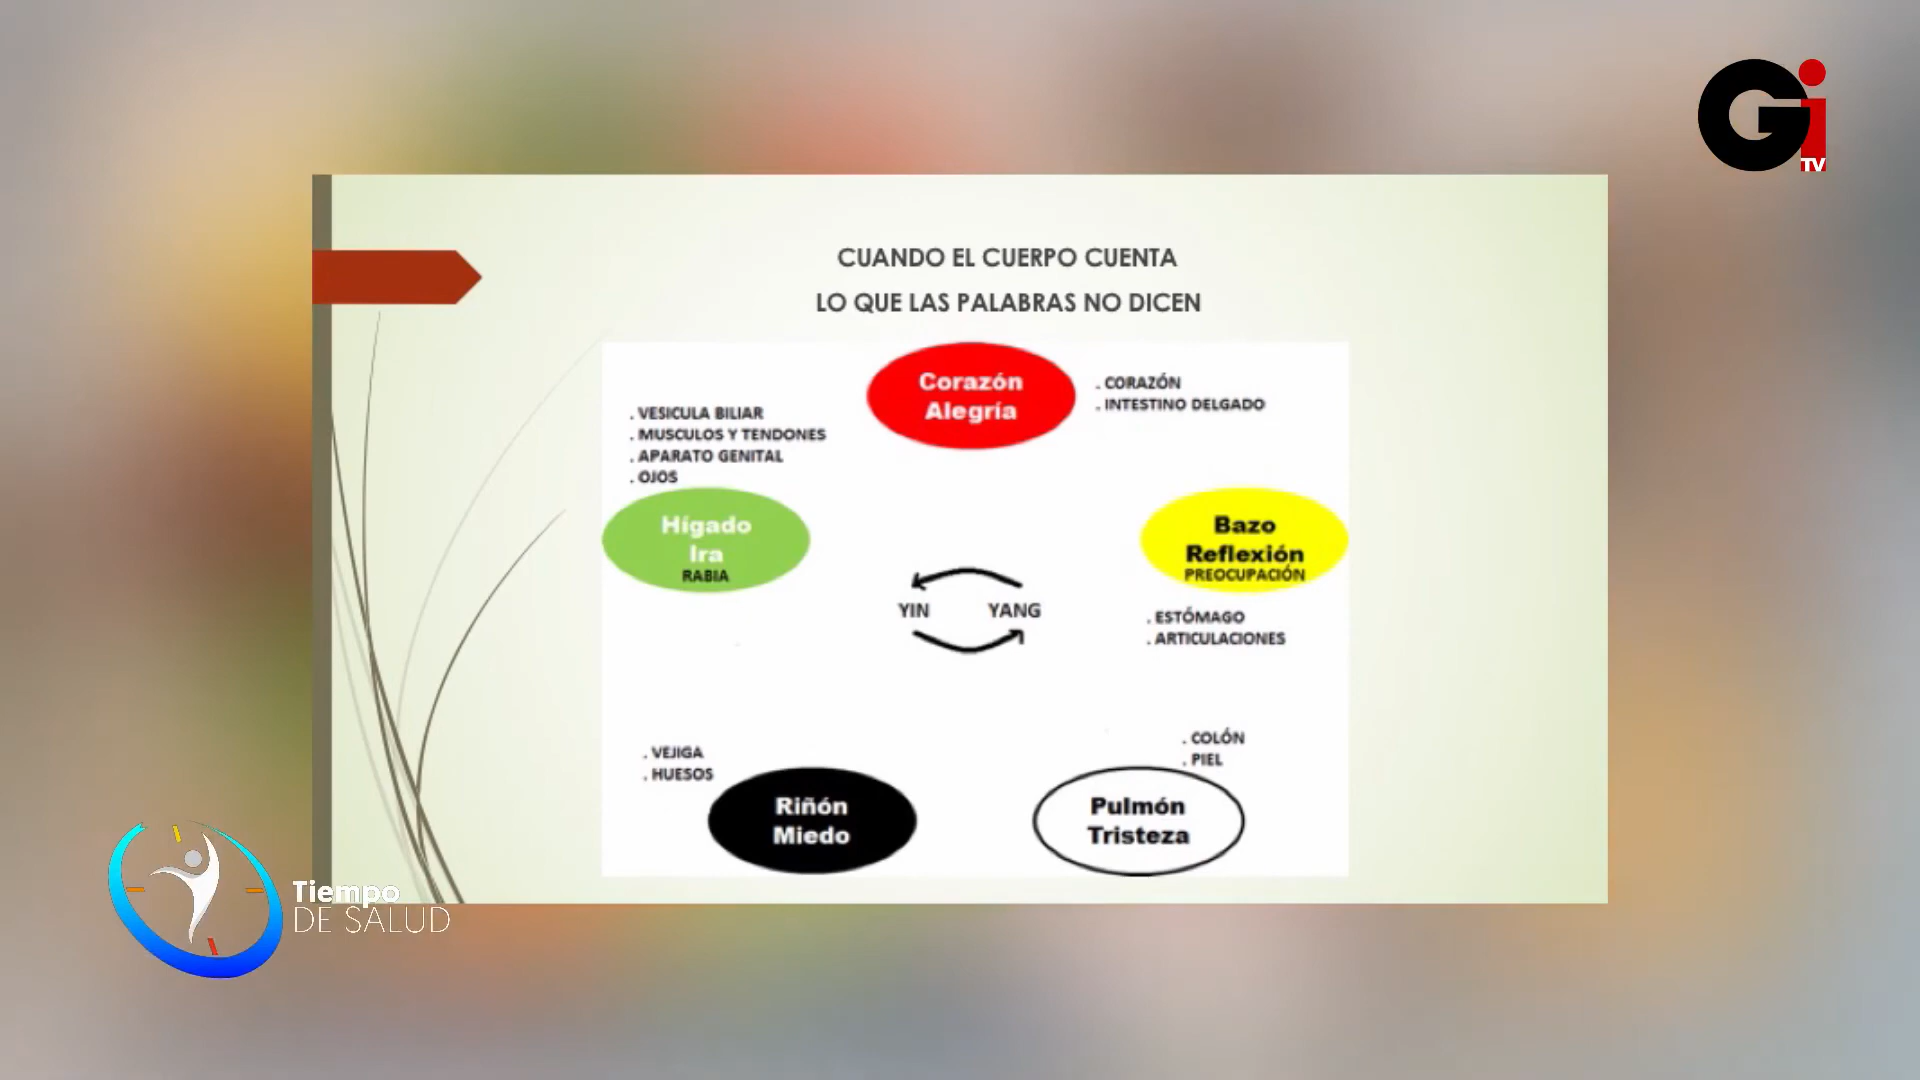 Gi
TV
CUANDO EL CUERPO CUENTA
LO QUE LAS PALABRAS NO DICEN
Corazón
Alegría
. CORAZÓN
. INTESTINO DELGADO
. VESICULA BILIAR
. MUSCULOS Y TENDONES
. APARATO GENITAL
. OJOS
Hígado
Ira
RABIA
Bazo
Reflexión
PREOCUPACIÓN
YIN
YANG
. ESTÓMAGO
. ARTICULACIONES
. VEJIGA
. HUESOS
Riñón
Miedo
. COLÓN
. PIEL
Pulmón
Tristeza
Tiempo
DE SALUD